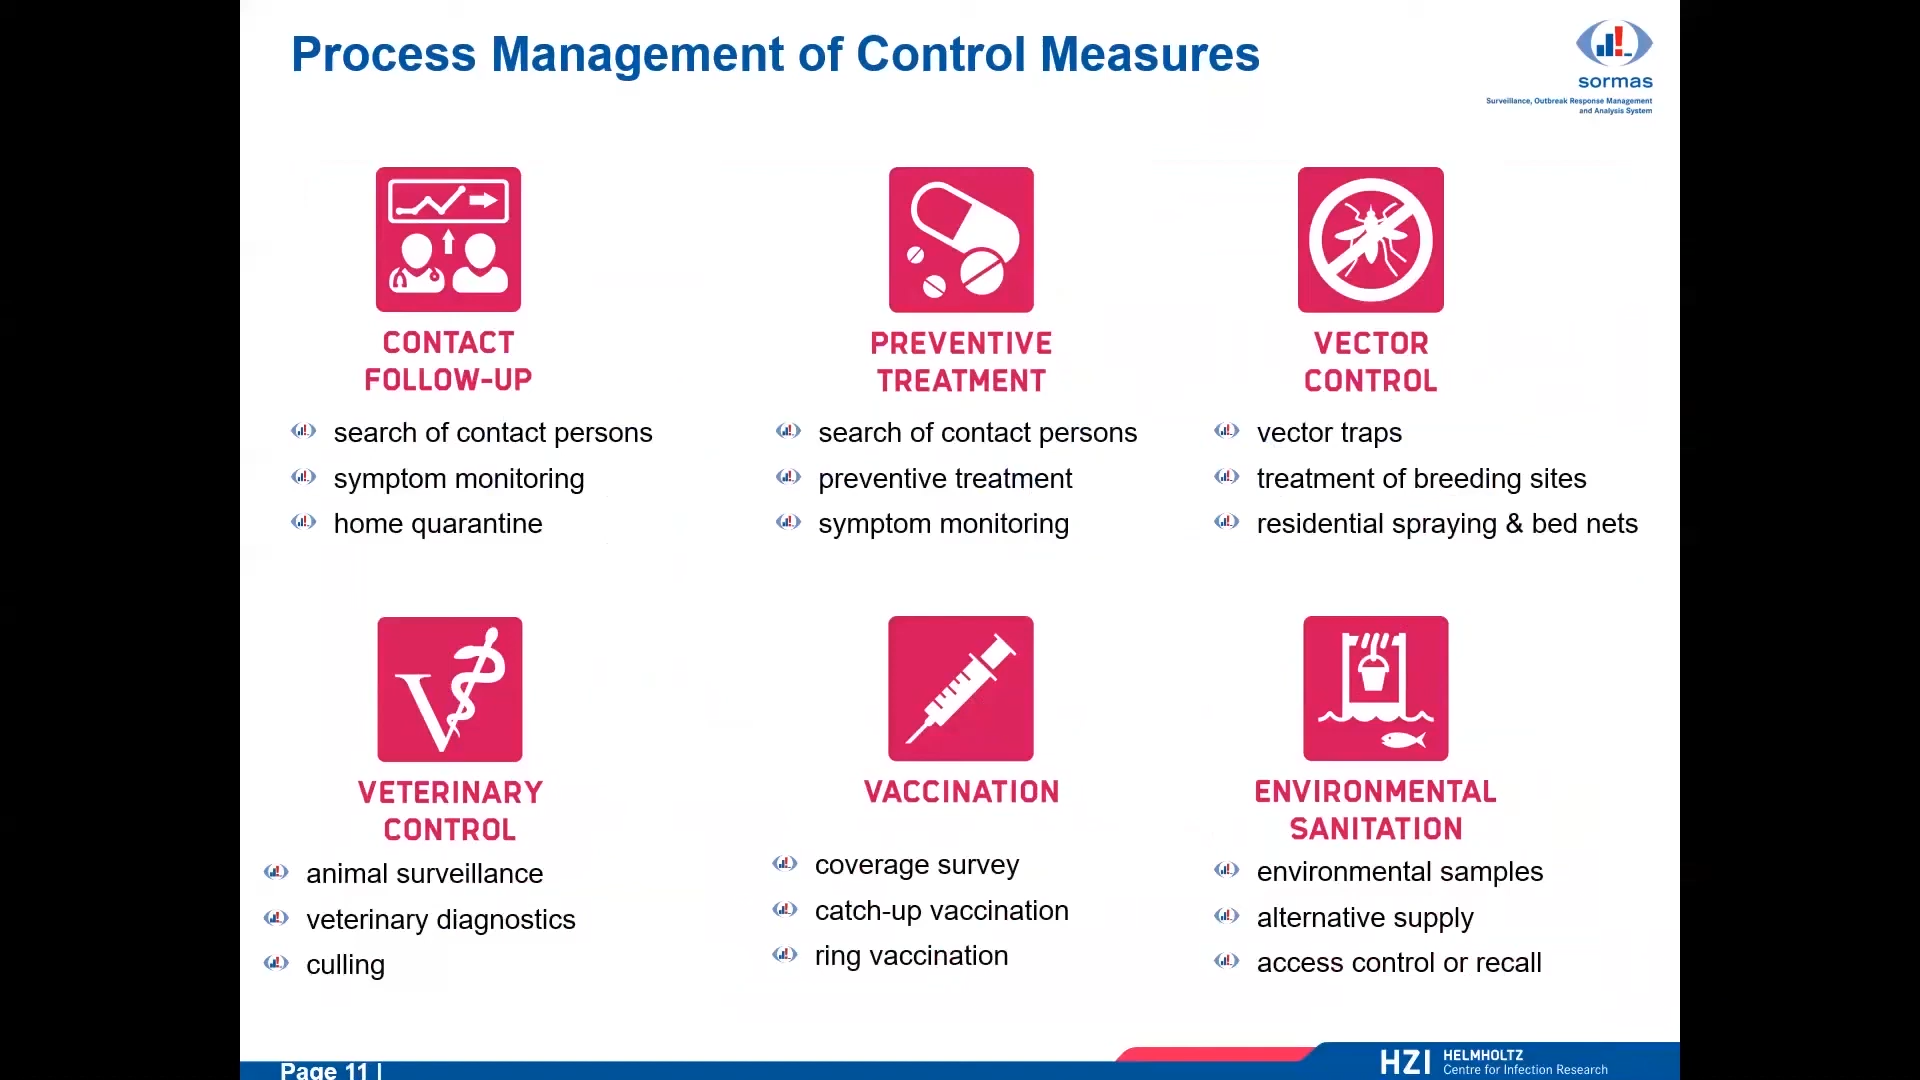 Process Management of Control Measures
sormas
Surveillance, Outbreak Response Management
and Analysis System
CONTACT
FOLLOW-UP
search of contact persons
symptom monitoring
home quarantine
PREVENTIVE
TREATMENT
search of contact persons
preventive treatment
symptom monitoring
VECTOR
CONTROL
vector traps
treatment of breeding sites
residential spraying & bed nets
V
VETERINARY
CONTROL
animal surveillance
veterinary diagnostics
culling
VACCINATION
coverage survey
catch-up vaccination
ring vaccination
ENVIRONMENTAL
SANITATION
environmental samples
alternative supply
access control or recall
Page 11 |
HZI HELMHOLTZ
Centre for Infection Research